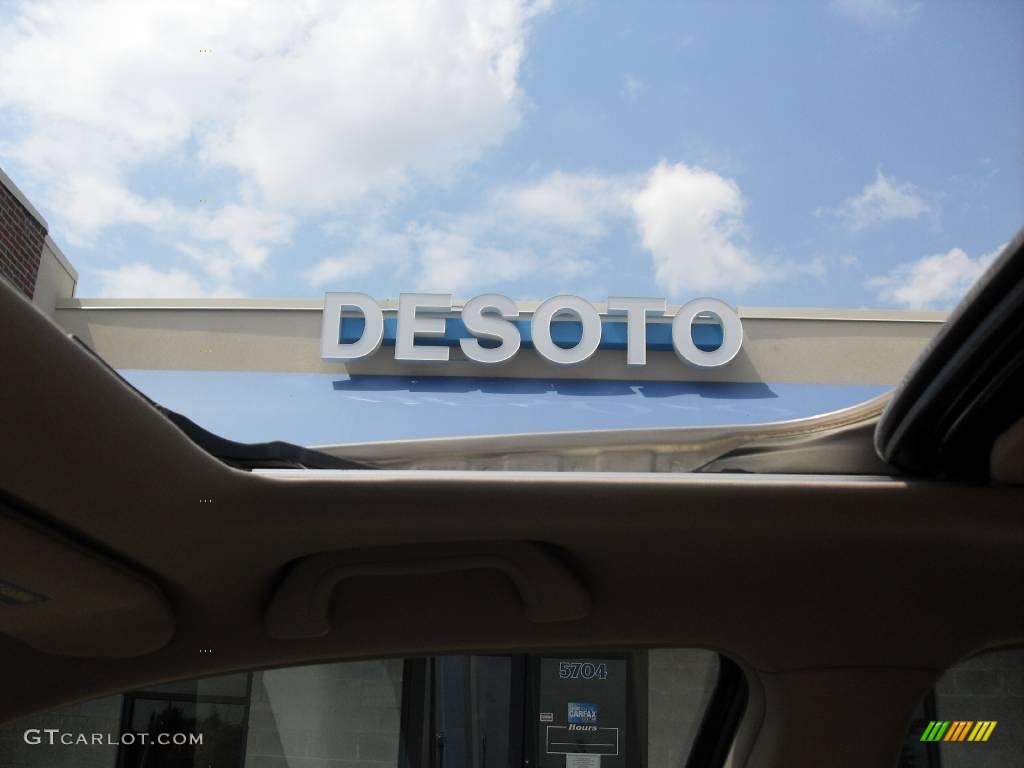 DESOTO
5704
CARFAX
Hours
GTCARLOT.COM